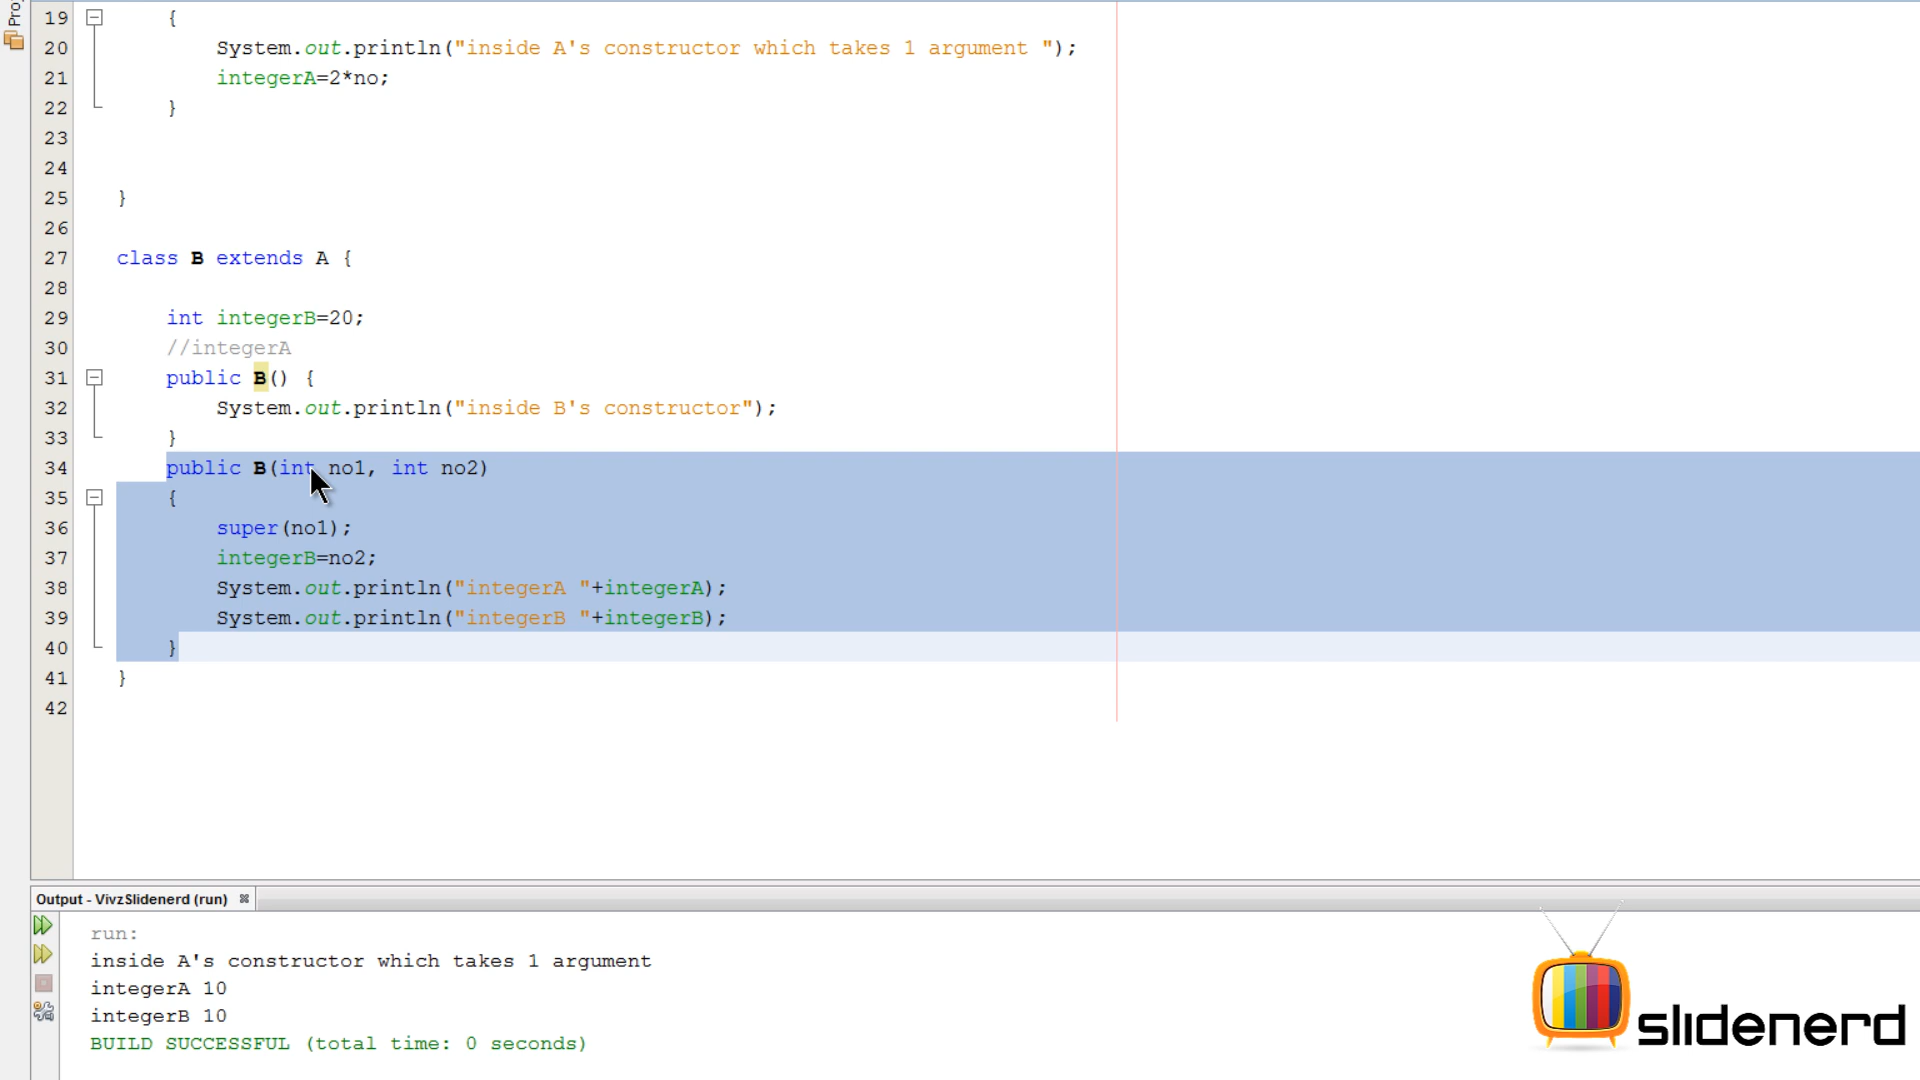 Pro
19 {
20 System.out.println("inside A's constructor which takes 1 argument ");
21 integerA=2*no;
22 }
23
24
25 }
26
27 class B extends A {
28
29 int integerB=20;
30 //integerA
31 public B() {
32 System.out.println("inside B's constructor");
33 }
34 public B(int no1, int no2)
35 {
36 super(no1);
37 integerB=no2;
38 System.out.println("integerA "+integerA);
39 System.out.println("integerB "+integerB);
40 }
41 }
42
Output - VivzSlidenerd (run)
run:
inside A's constructor which takes 1 argument
integerA 10
integerB 10
BUILD SUCCESSFUL (total time: 0 seconds)
slidenerd